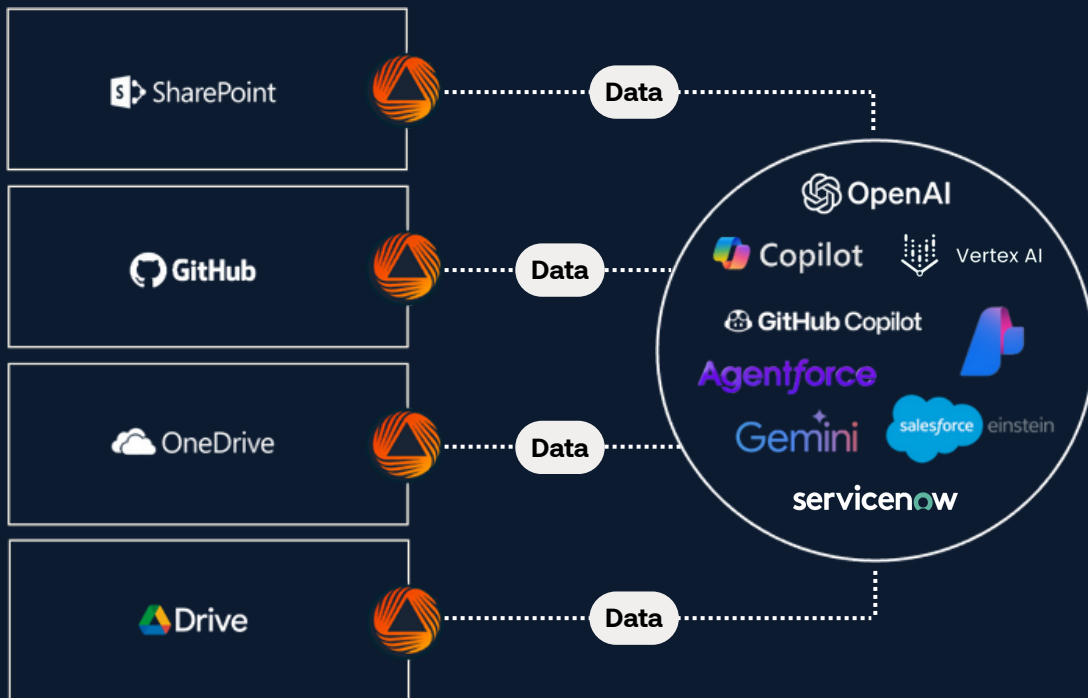 SharePoint
Data
OpenAI
Copilot
Vertex AI
GitHub
Data
GitHub Copilot
Agentforce
OneDrive
Data
Gemini
salesforce einstein
servicenow
Drive
Data